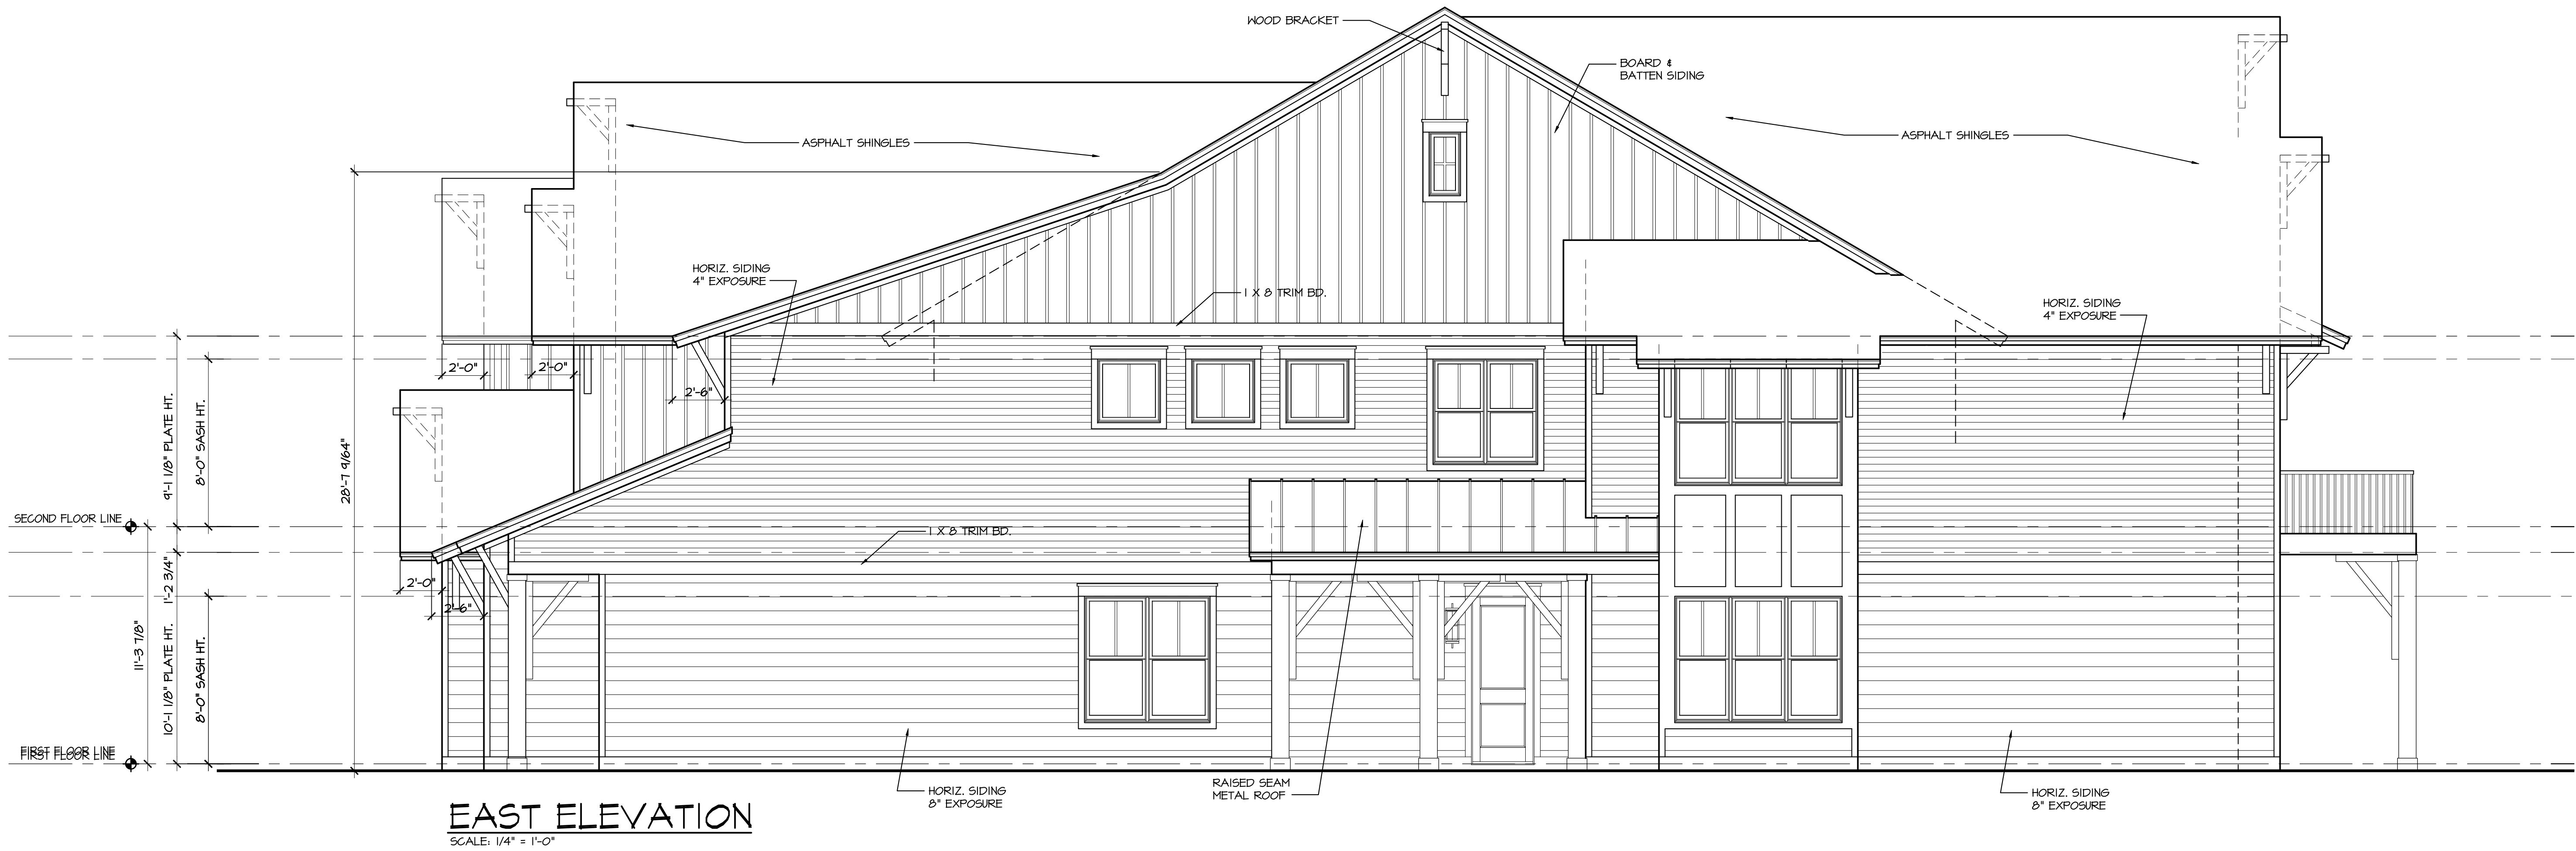 WOOD BRACKET
BOARD &
BATTEN SIDING
ASPHALT SHINGLES
ASPHALT SHINGLES
HORIZ. SIDING
4" EXPOSURE
1 X 8 TRIM BD.
HORIZ. SIDING
4" EXPOSURE
2'-0"
2'-0"
2'-6"
9'-1 1/8" PLATE HT.
8'-0" SASH HT.
28'-7 9/64"
SECOND FLOOR LINE
1 X 8 TRIM BD.
2'-0"
2'-6"
11'-3 7/8"
10'-1 1/8" PLATE HT.
1'-2 3/4"
8'-0" SASH HT.
FIRST FLOOR LINE
FIRST FLOOR LINE
HORIZ. SIDING
8" EXPOSURE
RAISED SEAM
METAL ROOF
HORIZ. SIDING
8" EXPOSURE
EAST ELEVATION
SCALE: 1/4" = 1'-0"